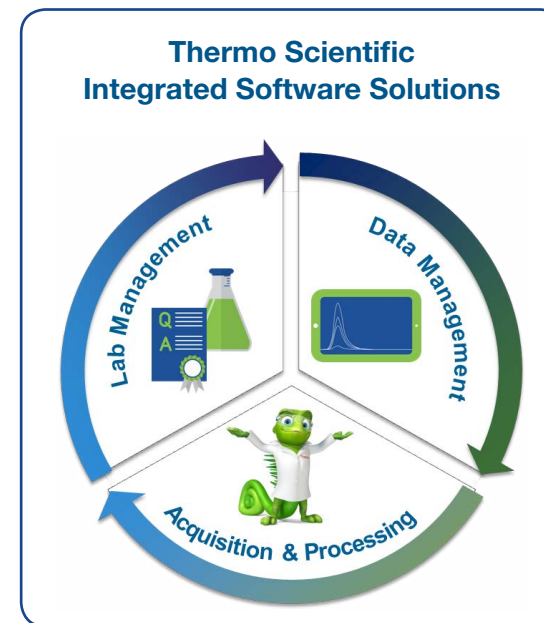 Thermo Scientific
Integrated Software Solutions
Lab Management
Data Management
Q
A
Acquisition & Processing